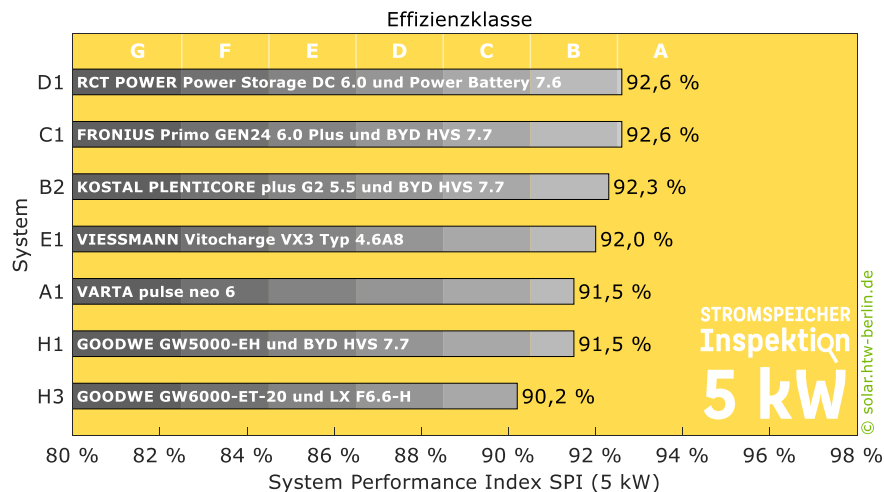 Effizienzklasse
G F E D C B A
D1 RCT POWER Power Storage DC 6.0 und Power Battery 7.6 92,6 %
C1 FRONIUS Primo GEN24 6.0 Plus und BYD HVS 7.7 92,6 %
B2 KOSTAL PLENTICORE plus G2 5.5 und BYD HVS 7.7 92,3 %
E1 VIESSMANN Vitocharge VX3 Typ 4.6A8 92,0 %
A1 VARTA pulse neo 6 91,5 %
H1 GOODWE GW5000-EH und BYD HVS 7.7 91,5 %
H3 GOODWE GW6000-ET-20 und LX F6.6-H 90,2 %
System
STROMSPEICHER
Inspektion
5 kW
© solar.htw-berlin.de
80 % 82 % 84 % 86 % 88 % 90 % 92 % 94 % 96 % 98 %
System Performance Index SPI (5 kW)